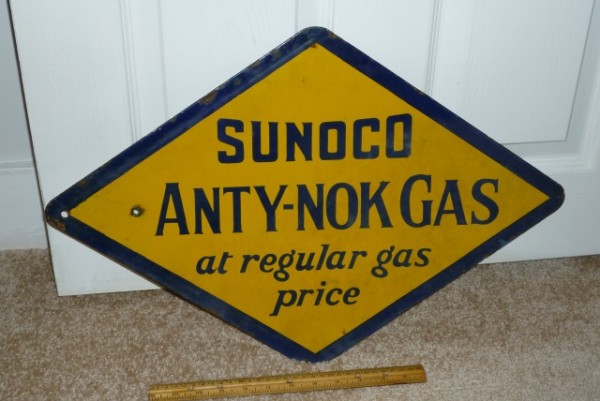 SUNOCO
ANTY-NOK GAS
at regular gas
price